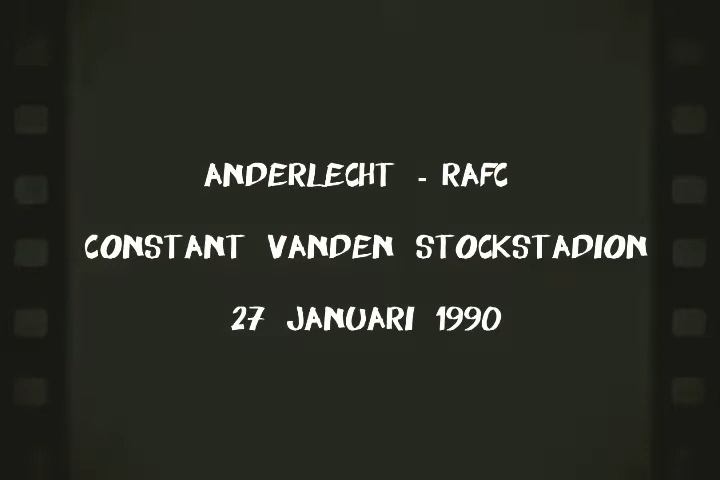 ANDERLECHT - RAFC
CONSTANT VANDEN STOCKSTADION
27 JANUARI 1990